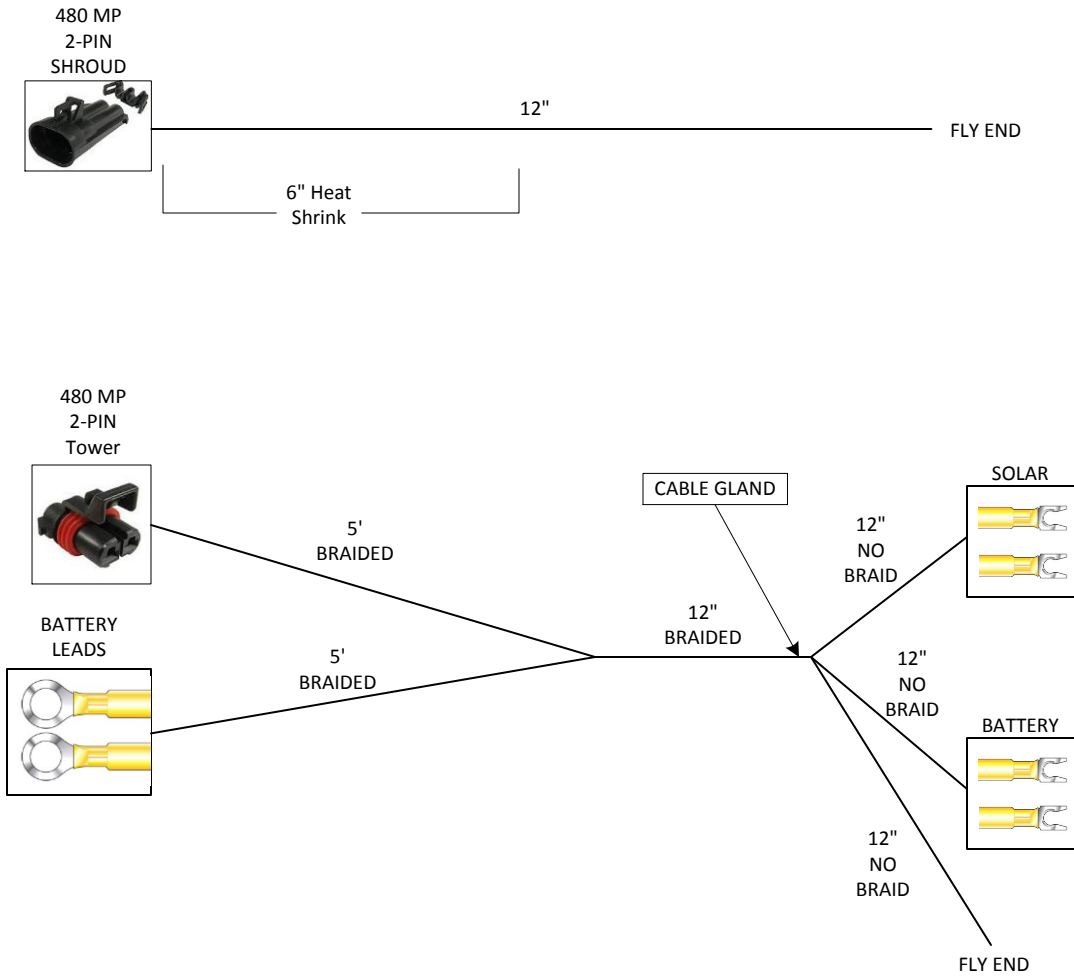 480 MP
2-PIN
SHROUD
12"
FLY END
6" Heat
Shrink
480 MP
2-PIN
Tower
CABLE GLAND
SOLAR
5'
BRAIDED
12"
NO
BRAID
BATTERY
LEADS
12"
BRAIDED
5'
BRAIDED
12"
NO
BRAID
BATTERY
12"
NO
BRAID
FLY END